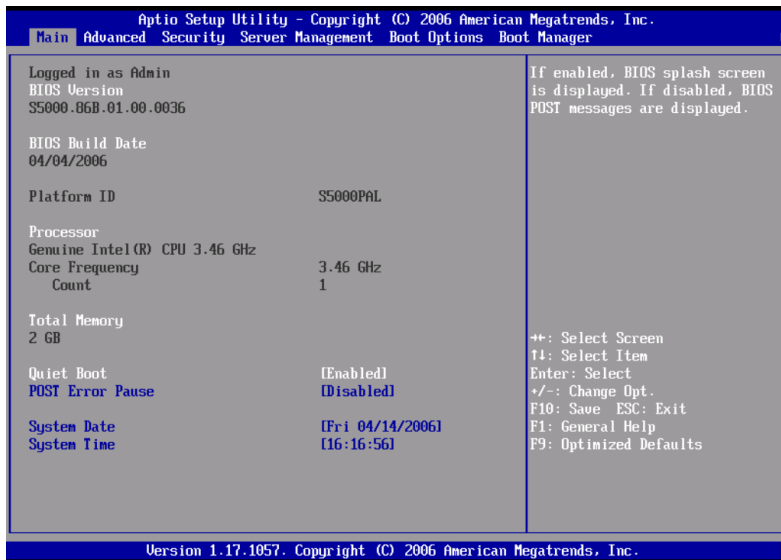 Aptio Setup Utility - Copyright (C) 2006 American Megatrends, Inc.
Main Advanced Security Server Management Boot Options Boot Manager
Logged in as Admin
BIOS Version
S5000.86B.01.00.0036
BIOS Build Date
04/04/2006
Platform ID S5000PAL
Processor
Genuine Intel(R) CPU 3.46 GHz
Core Frequency 3.46 GHz
Count 1
Total Memory
2 GB
Quiet Boot [Enabled]
POST Error Pause [Disabled]
System Date [Fri 04/14/2006]
System Time [16:16:56]
If enabled, BIOS splash screen
is displayed. If disabled, BIOS
POST messages are displayed.
→←: Select Screen
↑↓: Select Item
Enter: Select
+/-: Change Opt.
F10: Save ESC: Exit
F1: General Help
F9: Optimized Defaults
Version 1.17.1057. Copyright (C) 2006 American Megatrends, Inc.